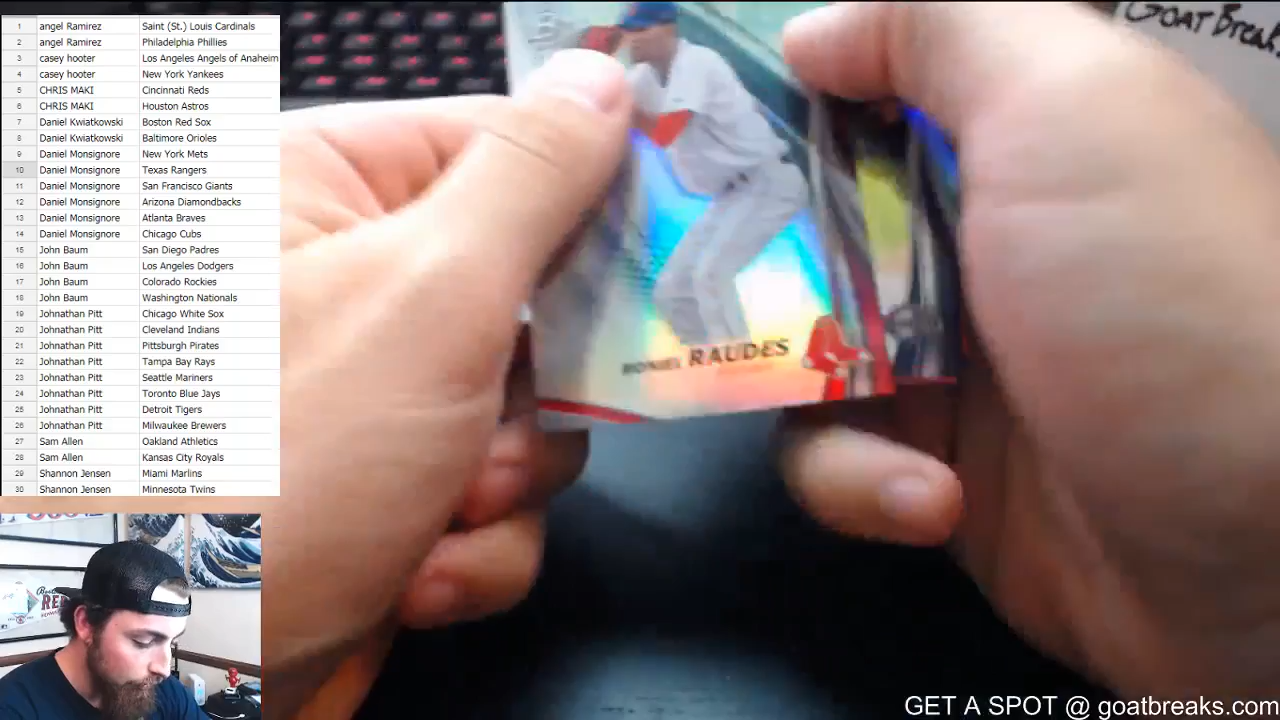 1 angel Ramirez Saint (St.) Louis Cardinals
2 angel Ramirez Philadelphia Phillies
3 casey hooter Los Angeles Angels of Anaheim
4 casey hooter New York Yankees
5 CHRIS MAKI Cincinnati Reds
6 CHRIS MAKI Houston Astros
7 Daniel Kwiatkowski Boston Red Sox
8 Daniel Kwiatkowski Baltimore Orioles
9 Daniel Monsignore New York Mets
10 Daniel Monsignore Texas Rangers
11 Daniel Monsignore San Francisco Giants
12 Daniel Monsignore Arizona Diamondbacks
13 Daniel Monsignore Atlanta Braves
14 Daniel Monsignore Chicago Cubs
15 John Baum San Diego Padres
16 John Baum Los Angeles Dodgers
17 John Baum Colorado Rockies
18 John Baum Washington Nationals
19 Johnathan Pitt Chicago White Sox
20 Johnathan Pitt Cleveland Indians
21 Johnathan Pitt Pittsburgh Pirates
22 Johnathan Pitt Tampa Bay Rays
23 Johnathan Pitt Seattle Mariners
24 Johnathan Pitt Toronto Blue Jays
25 Johnathan Pitt Detroit Tigers
26 Johnathan Pitt Milwaukee Brewers
27 Sam Allen Oakland Athletics
28 Sam Allen Kansas City Royals
29 Shannon Jensen Miami Marlins
30 Shannon Jensen Minnesota Twins
GOAT Break
RONIEL RAUDES
GET A SPOT @ goatbreaks.com